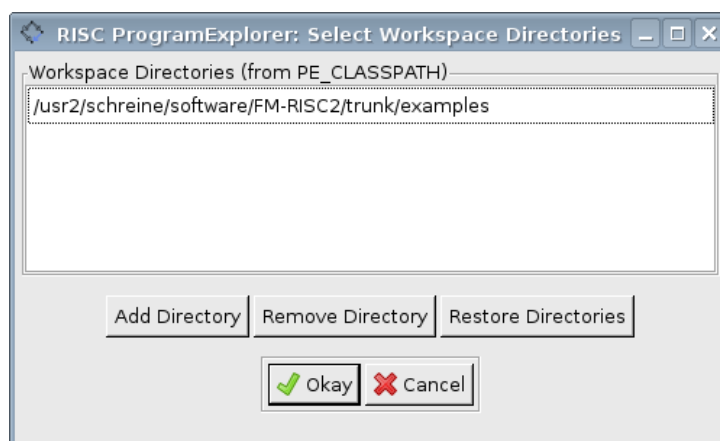 RISC ProgramExplorer: Select Workspace Directories
Workspace Directories (from PE_CLASSPATH)
/usr2/schreine/software/FM-RISC2/trunk/examples
Add Directory Remove Directory Restore Directories
Okay Cancel